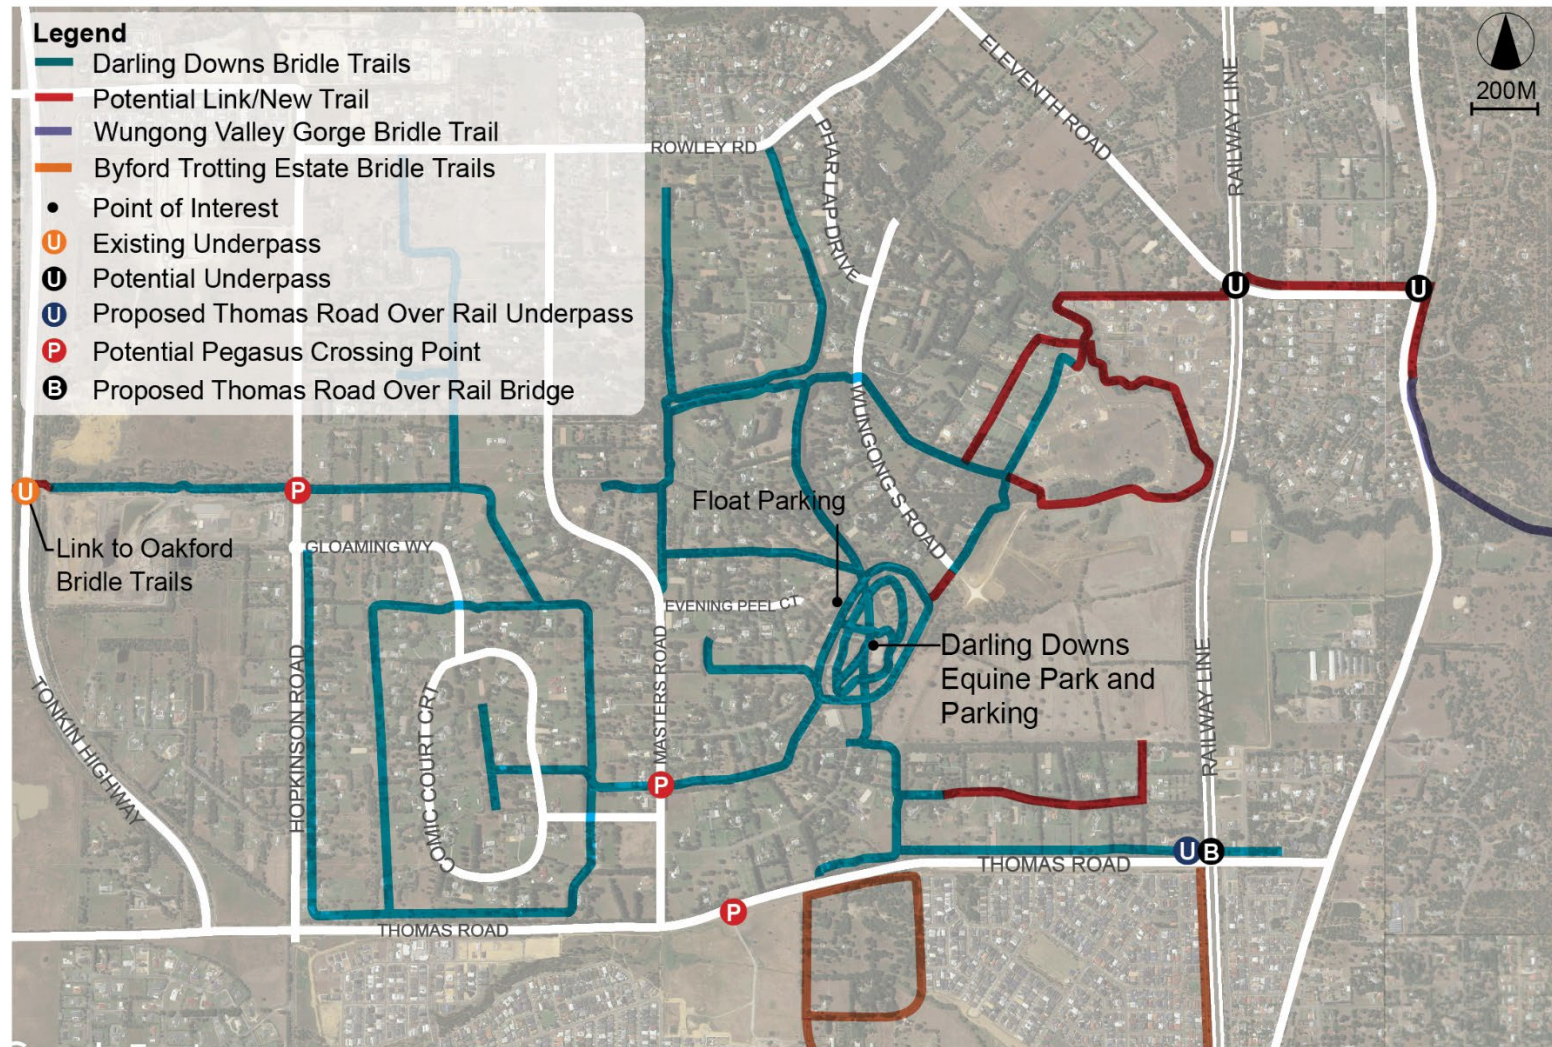 Legend
Darling Downs Bridle Trails
Potential Link/New Trail
Wungong Valley Gorge Bridle Trail
Byford Trotting Estate Bridle Trails
Point of Interest
U Existing Underpass
U Potential Underpass
U Proposed Thomas Road Over Rail Underpass
P Potential Pegasus Crossing Point
B Proposed Thomas Road Over Rail Bridge
200M
ELEVENTH ROAD
RAILWAY LINE
ROWLEY RD
PHAR LAP DRIVE
U
U
WUNGONG S ROAD
U
P
Float Parking
Link to Oakford
Bridle Trails
GLOAMING WY
EVENING PEEL CT
Darling Downs
Equine Park and
Parking
TONKIN HIGHWAY
HOPKINSON ROAD
COMIC COURT CRT
MASTERS ROAD
RAILWAY LINE
P
U
B
THOMAS ROAD
P
THOMAS ROAD